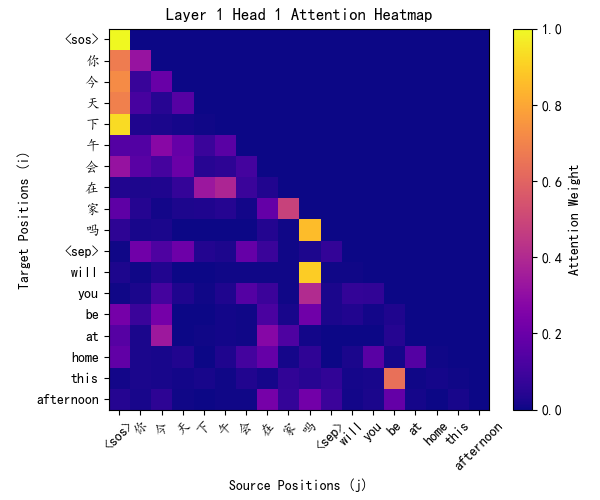 Layer 1 Head 1 Attention Heatmap
<sos>
你
今
天
下
午
会
在
家
吗
<sep>
will
you
be
at
home
this
afternoon
Target Positions (i)
<sos> 你 今 天 下 午 会 在 家 吗 <sep> will you be at home this afternoon
Source Positions (j)
1.0
0.8
0.6
0.4
0.2
0.0
Attention Weight